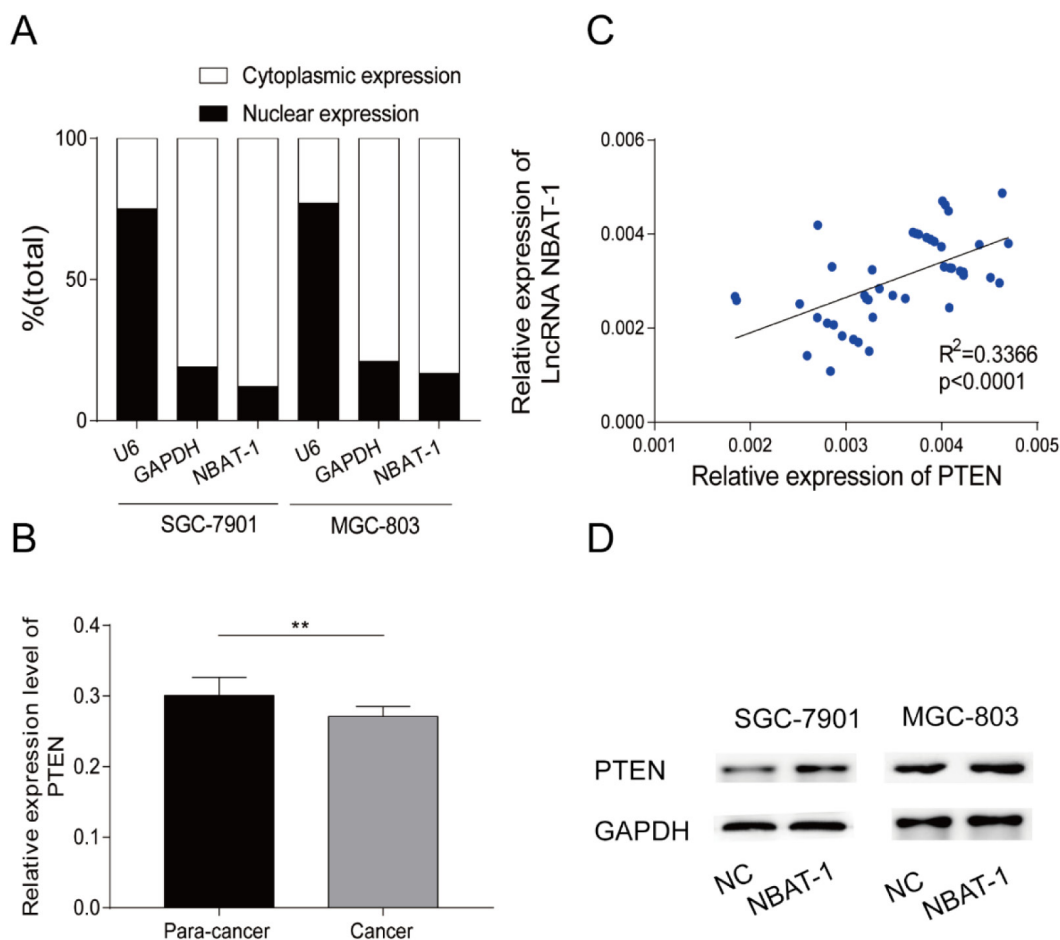 A
Cytoplasmic expression
Nuclear expression
%(total)
100
50
0
U6
GAPDH
NBAT-1
U6
GAPDH
NBAT-1
SGC-7901
MGC-803
C
Relative expression of
LncRNA NBAT-1
0.006
0.004
0.002
0.000
R²=0.3366
p<0.0001
0.001
0.002
0.003
0.004
0.005
Relative expression of PTEN
B
Relative expression level of
PTEN
0.4
0.3
0.2
0.1
0.0
**
Para-cancer
Cancer
D
SGC-7901
MGC-803
PTEN
GAPDH
NC
NBAT-1
NC
NBAT-1